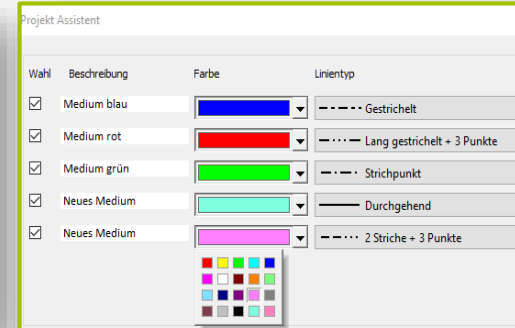 Projekt Assistent
Wahl Beschreibung Farbe Linientyp
Medium blau Gestrichelt
Medium rot Lang gestrichelt + 3 Punkte
Medium grün Strichpunkt
Neues Medium Durchgehend
Neues Medium 2 Striche + 3 Punkte